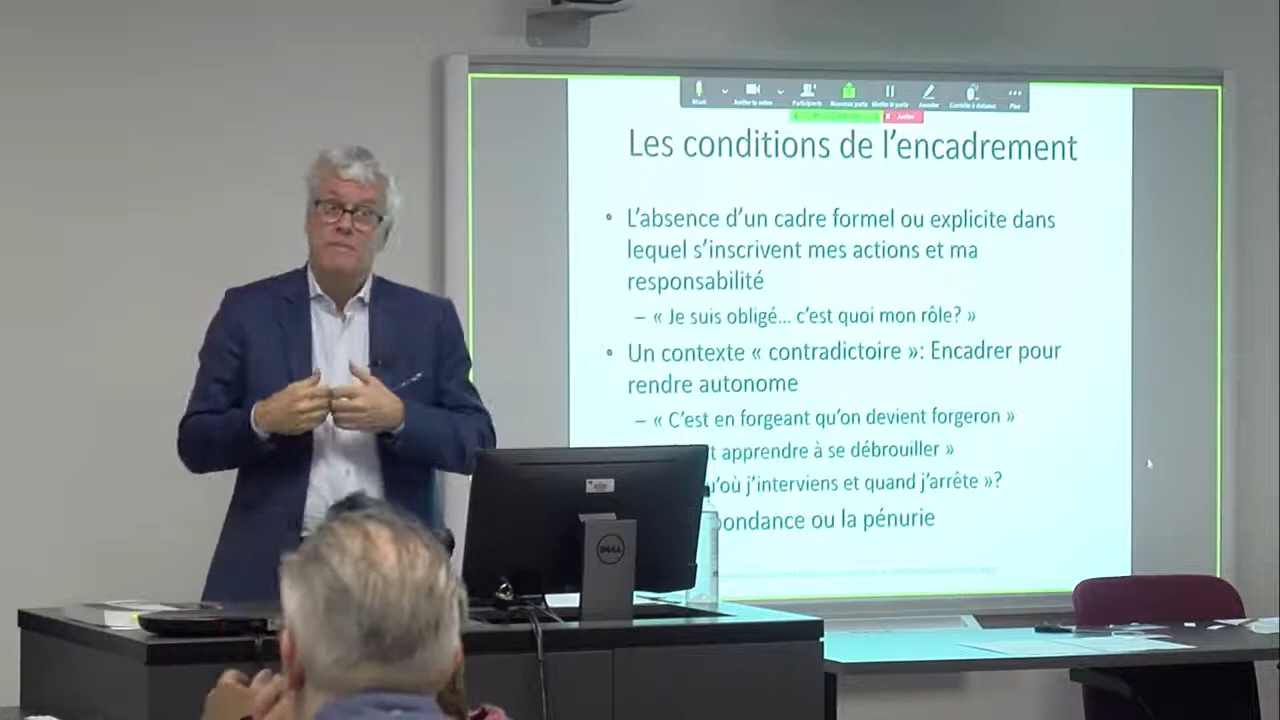 Participants
Les conditions de l'encadrement
• L'absence d'un cadre formel ou explicite dans
lequel s'inscrivent mes actions et ma
responsabilité
– « Je suis obligé... c'est quoi mon rôle? »
• Un contexte « contradictoire »: Encadrer pour
rendre autonome
– « C'est en forgeant qu'on devient forgeron »
apprendre à se débrouiller »
u'où j'interviens et quand j'arrête »?
ondance ou la pénurie
DELL